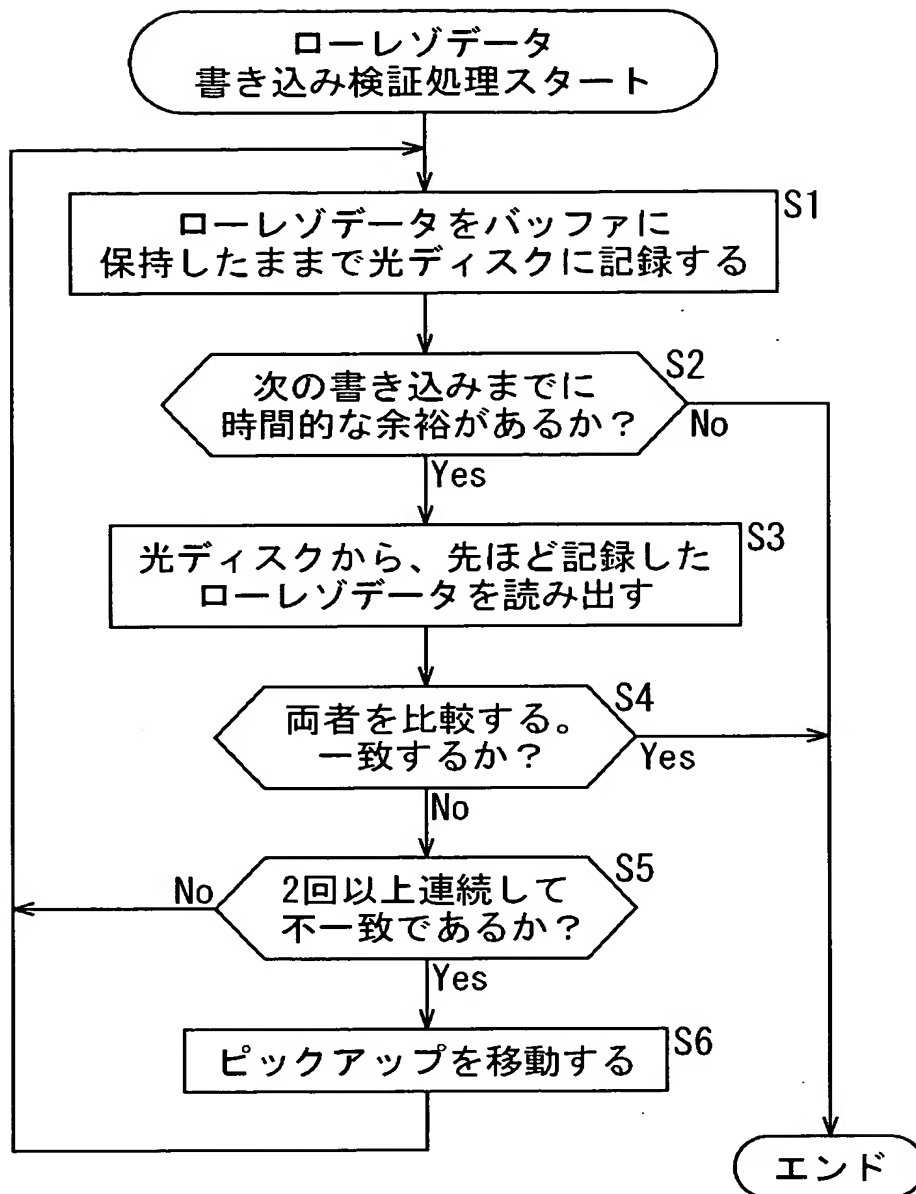 ローレゾデータ
書き込み検証処理スタート
S1
ローレゾデータをバッファに
保持したままで光ディスクに記録する
S2
次の書き込みまでに
時間的な余裕があるか？
No
Yes
S3
光ディスクから、先ほど記録した
ローレゾデータを読み出す
S4
両者を比較する。
一致するか？
Yes
No
S5
No
2回以上連続して
不一致であるか？
Yes
S6
ピックアップを移動する
エンド